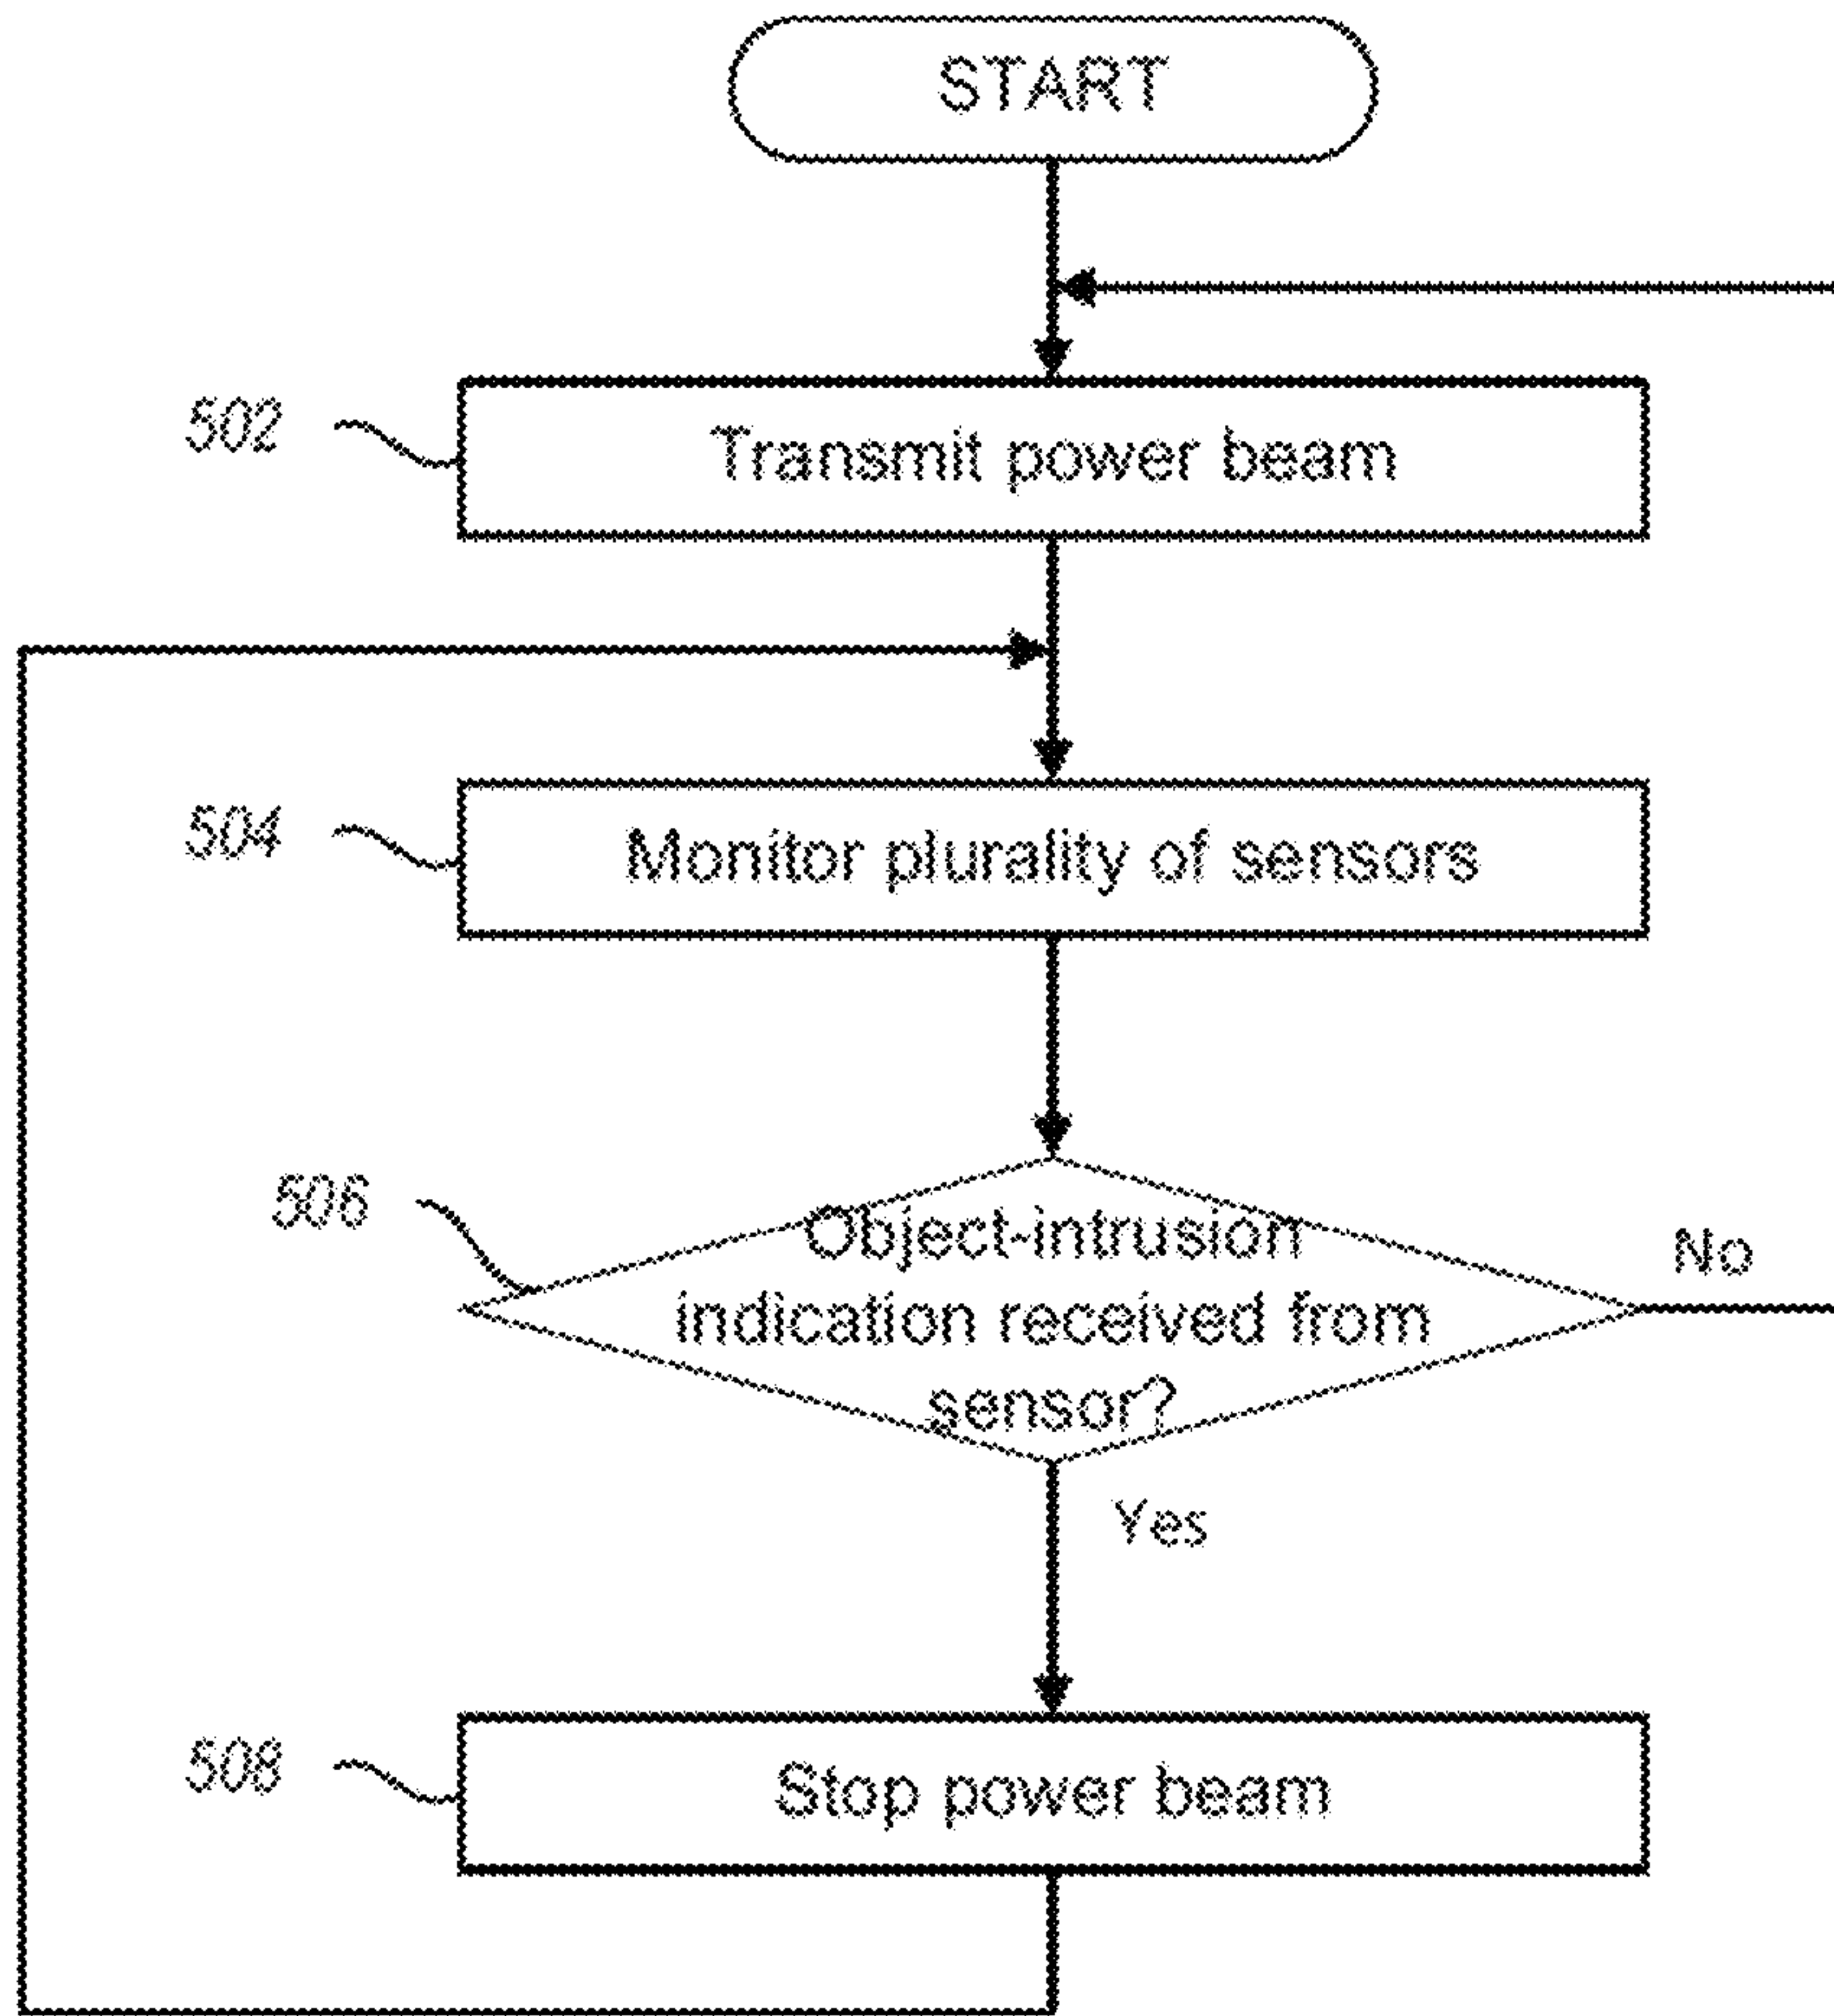 START
502
Transmit power beam
504
Monitor plurality of sensors
506
Object-intrusion
indication received from
sensor?
No
Yes
508
Stop power beam